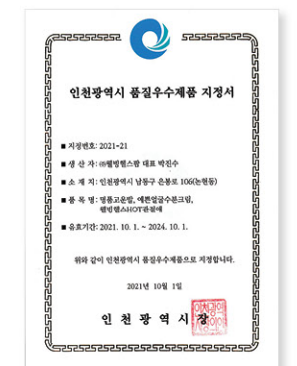 인천광역시 품질우수제품 지정서
■ 지정번호: 2021-21
■ 생 산 자: ㈜웰빙헬스팜 대표 박진수
■ 소 재 지: 인천광역시 남동구 은봉로 106(논현동)
■ 품 목 명: 명품고운발, 예쁜얼굴수분크림,
웰빙헬스HOT관절애
■ 유효기간: 2021. 10. 1. ~ 2024. 10. 1.
위와 같이 인천광역시 품질우수제품으로 지정합니다.
2021년 10월 1일
인 천 광 역 시 장